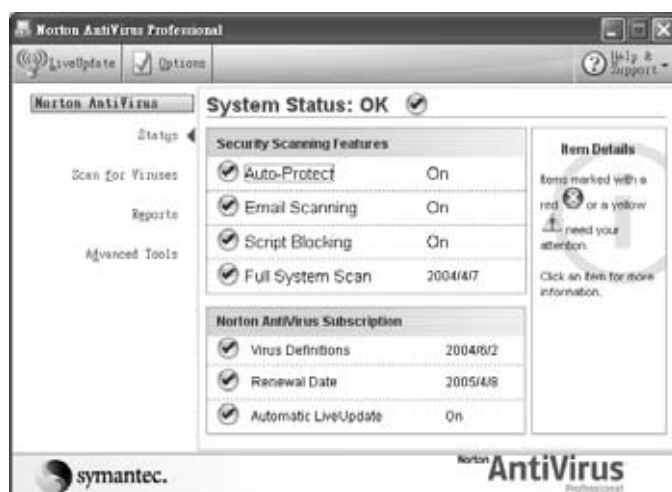 Norton AntiVirus Professional
LiveUpdate
Options
Help & Support
Norton AntiVirus
Status
Scan for Viruses
Reports
Advanced Tools
System Status: OK
Security Scanning Features
Auto-Protect On
Email Scanning On
Script Blocking On
Full System Scan 2004/4/7
Norton AntiVirus Subscription
Virus Definitions 2004/6/2
Renewal Date 2005/4/8
Automatic LiveUpdate On
Item Details
Items marked with a
red or a yellow
need your
attention.
Click an item for more
information.
symantec.
Norton AntiVirus
Professional